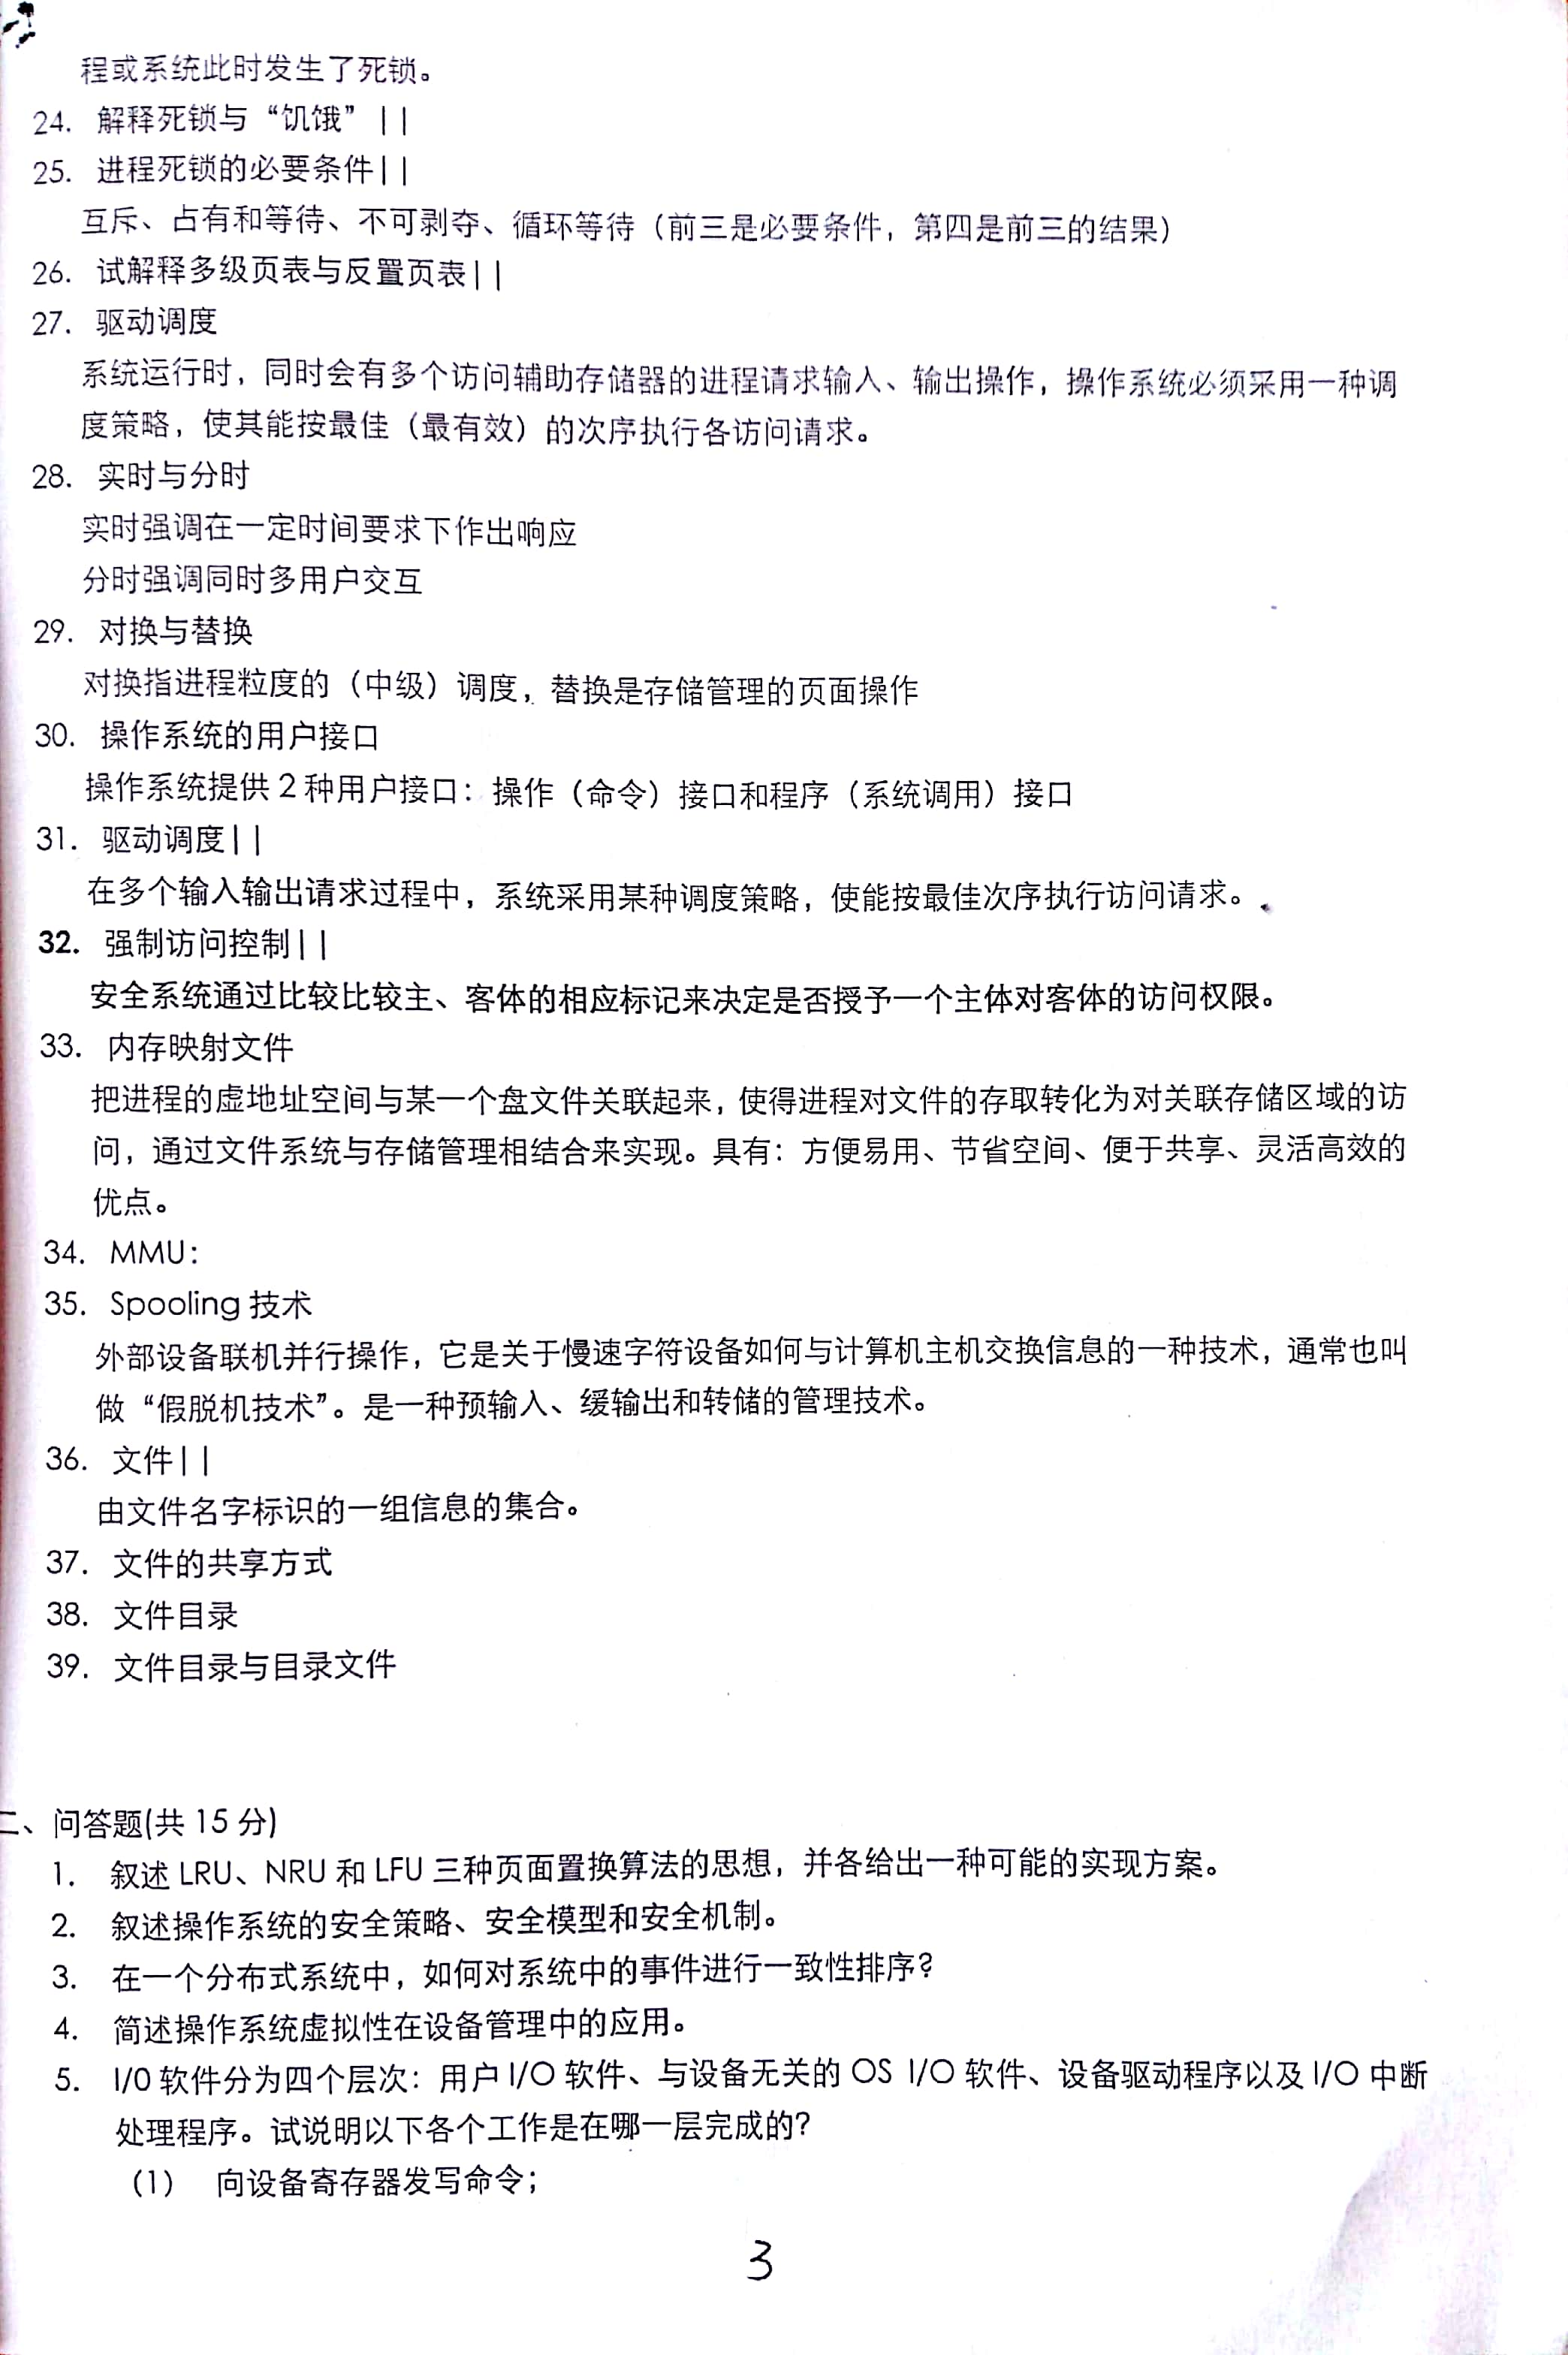 程或系统此时发生了死锁。
24. 解释死锁与“饥饿”||
25. 进程死锁的必要条件||
互斥、占有和等待、不可剥夺、循环等待（前三是必要条件，第四是前三的结果）
26. 试解释多级页表与反置页表||
27. 驱动调度
系统运行时，同时会有多个访问辅助存储器的进程请求输入、输出操作，操作系统必须采用一种调
度策略，使其能按最佳（最有效）的次序执行各访问请求。
28. 实时与分时
实时强调在一定时间要求下作出响应
分时强调同时多用户交互
29. 对换与替换
对换指进程粒度的（中级）调度，替换是存储管理的页面操作
30. 操作系统的用户接口
操作系统提供2种用户接口：操作（命令）接口和程序（系统调用）接口
31. 驱动调度||
在多个输入输出请求过程中，系统采用某种调度策略，使能按最佳次序执行访问请求。
32. 强制访问控制||
安全系统通过比较比较主、客体的相应标记来决定是否授予一个主体对客体的访问权限。
33. 内存映射文件
把进程的虚地址空间与某一个盘文件关联起来，使得进程对文件的存取转化为对关联存储区域的访
问，通过文件系统与存储管理相结合来实现。具有：方便易用、节省空间、便于共享、灵活高效的
优点。
34. MMU：
35. Spooling 技术
外部设备联机并行操作，它是关于慢速字符设备如何与计算机主机交换信息的一种技术，通常也叫
做“假脱机技术”。是一种预输入、缓输出和转储的管理技术。
36. 文件||
由文件名字标识的一组信息的集合。
37. 文件的共享方式
38. 文件目录
39. 文件目录与目录文件
二、问答题(共 15 分)
1. 叙述 LRU、NRU 和 LFU 三种页面置换算法的思想，并各给出一种可能的实现方案。
2. 叙述操作系统的安全策略、安全模型和安全机制。
3. 在一个分布式系统中，如何对系统中的事件进行一致性排序？
4. 简述操作系统虚拟性在设备管理中的应用。
5. I/0 软件分为四个层次：用户 I/O 软件、与设备无关的 OS I/O 软件、设备驱动程序以及 I/O 中断
处理程序。试说明以下各个工作是在哪一层完成的？
（1） 向设备寄存器发写命令；
3